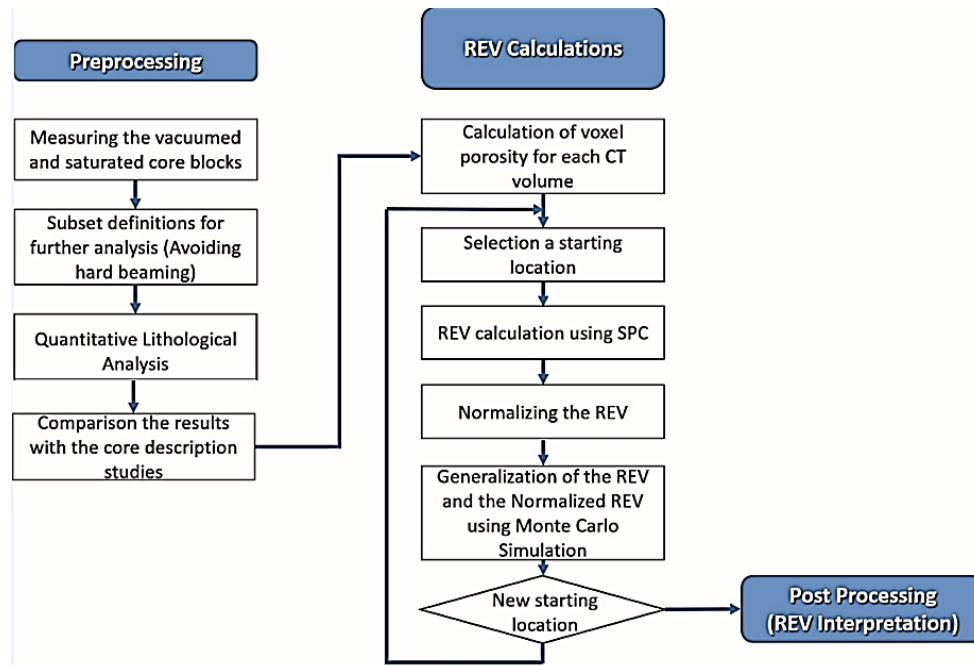 Preprocessing
Measuring the vacuumed
and saturated core blocks
Subset definitions for
further analysis (Avoiding
hard beaming)
Quantitative Lithological
Analysis
Comparison the results
with the core description
studies
REV Calculations
Calculation of voxel
porosity for each CT
volume
Selection a starting
location
REV calculation using SPC
Normalizing the REV
Generalization of the REV
and the Normalized REV
using Monte Carlo
Simulation
New starting
location
Post Processing
(REV Interpretation)